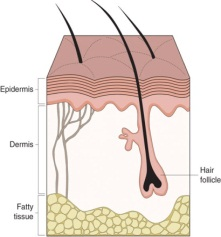 Epidermis
Dermis
Hair
follicle
Fatty
tissue